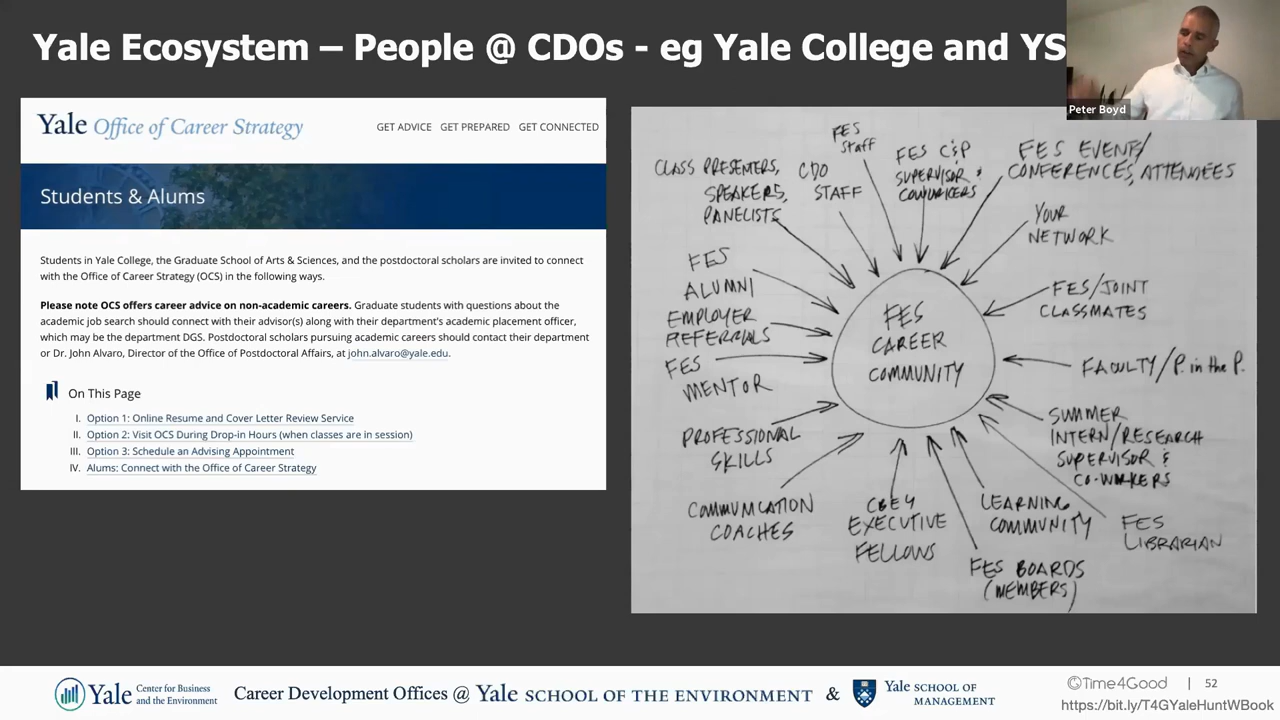 Yale Ecosystem – People @ CDOs - eg Yale College and YS
Peter Boyd
Yale Office of Career Strategy
GET ADVICE GET PREPARED GET CONNECTED
Students & Alums
Students in Yale College, the Graduate School of Arts & Sciences, and the postdoctoral scholars are invited to connect
with the Office of Career Strategy (OCS) in the following ways.
Please note OCS offers career advice on non-academic careers. Graduate students with questions about the
academic job search should connect with their advisor(s) along with their department's academic placement officer,
which may be the department DGS. Postdoctoral scholars pursuing academic careers should contact their department
or Dr. John Alvaro, Director of the Office of Postdoctoral Affairs, at john.alvaro@yale.edu.
On This Page
I. Option 1: Online Resume and Cover Letter Review Service
II. Option 2: Visit OCS During Drop-in Hours (when classes are in session)
III. Option 3: Schedule an Advising Appointment
IV. Alums: Connect with the Office of Career Strategy
CLASS PRESENTERS,
SPEAKERS,
PANELISTS
CDO
STAFF
FES
Staff
FES C&P
SUPERVISOR &
COWORKERS
FES EVENTS/
CONFERENCES, ATTENDEES
YOUR
NETWORK
FES/JOINT
CLASSMATES
FACULTY/P. in the P.
SUMMER
INTERN/RESEARCH
SUPERVISOR &
CO-WORKERS
FES
LIBRARIAN
LEARNING
COMMUNITY
FES BOARDS
(MEMBERS)
CBEY
EXECUTIVE
FELLOWS
COMMUNICATION
COACHES
PROFESSIONAL
SKILLS
FES
MENTOR
EMPLOYER
REFERRALS
FES
ALUMNI
FES
CAREER
COMMUNITY
Yale Center for Business
and the Environment
Career Development Offices @ Yale SCHOOL OF THE ENVIRONMENT & Yale SCHOOL OF
MANAGEMENT
©Time4Good | 52
https://bit.ly/T4GYaleHuntWBook